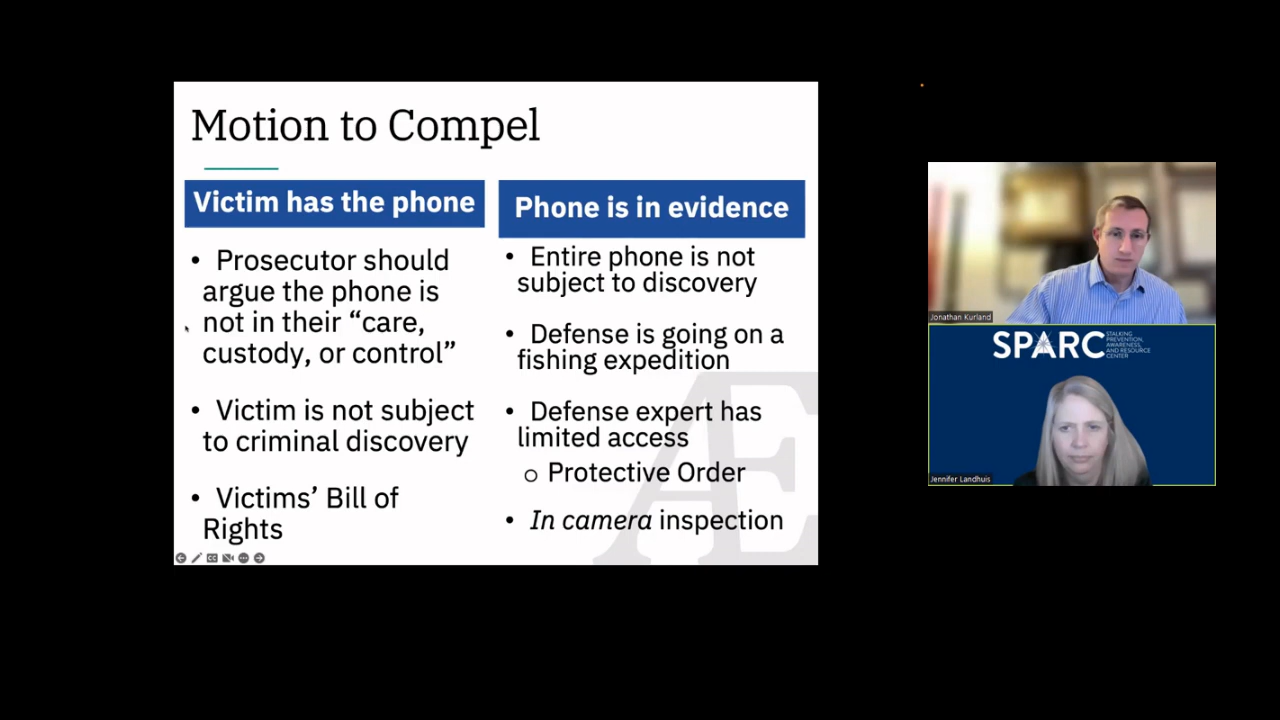 Motion to Compel
Victim has the phone
• Prosecutor should
argue the phone is
not in their “care,
custody, or control”
• Victim is not subject
to criminal discovery
• Victims’ Bill of
Rights
Phone is in evidence
• Entire phone is not
subject to discovery
• Defense is going on a
fishing expedition
• Defense expert has
limited access
o Protective Order
• In camera inspection
Æ
CC
Jonathan Kurland
SPARC
STALKING
PREVENTION,
AWARENESS,
AND RESOURCE
CENTER
Jennifer Landhuis